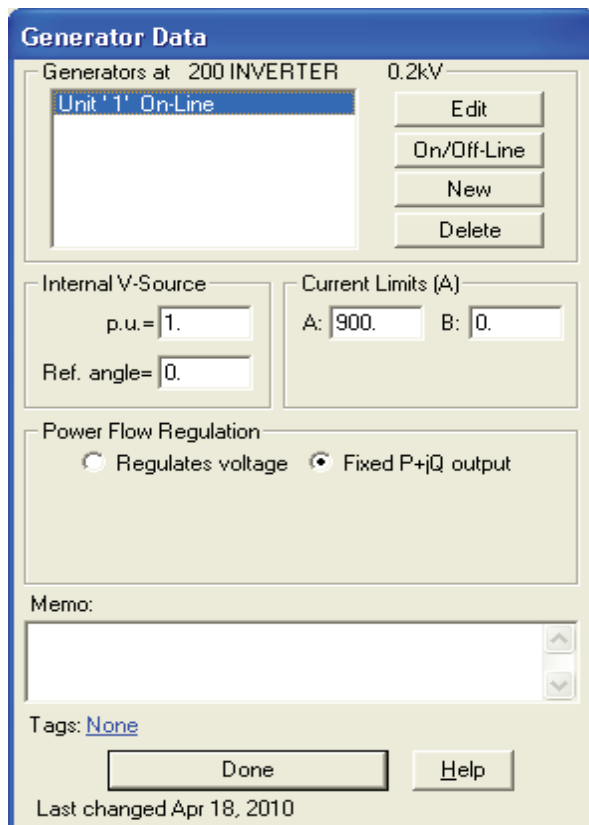 Generator Data
Generators at 200 INVERTER 0.2kV
Unit '1' On-Line
Edit
On/Off-Line
New
Delete
Internal V-Source
p.u.= 1.
Ref. angle= 0.
Current Limits (A)
A: 900. B: 0.
Power Flow Regulation
Regulates voltage Fixed P+jQ output
Memo:
Tags: None
Done Help
Last changed Apr 18, 2010